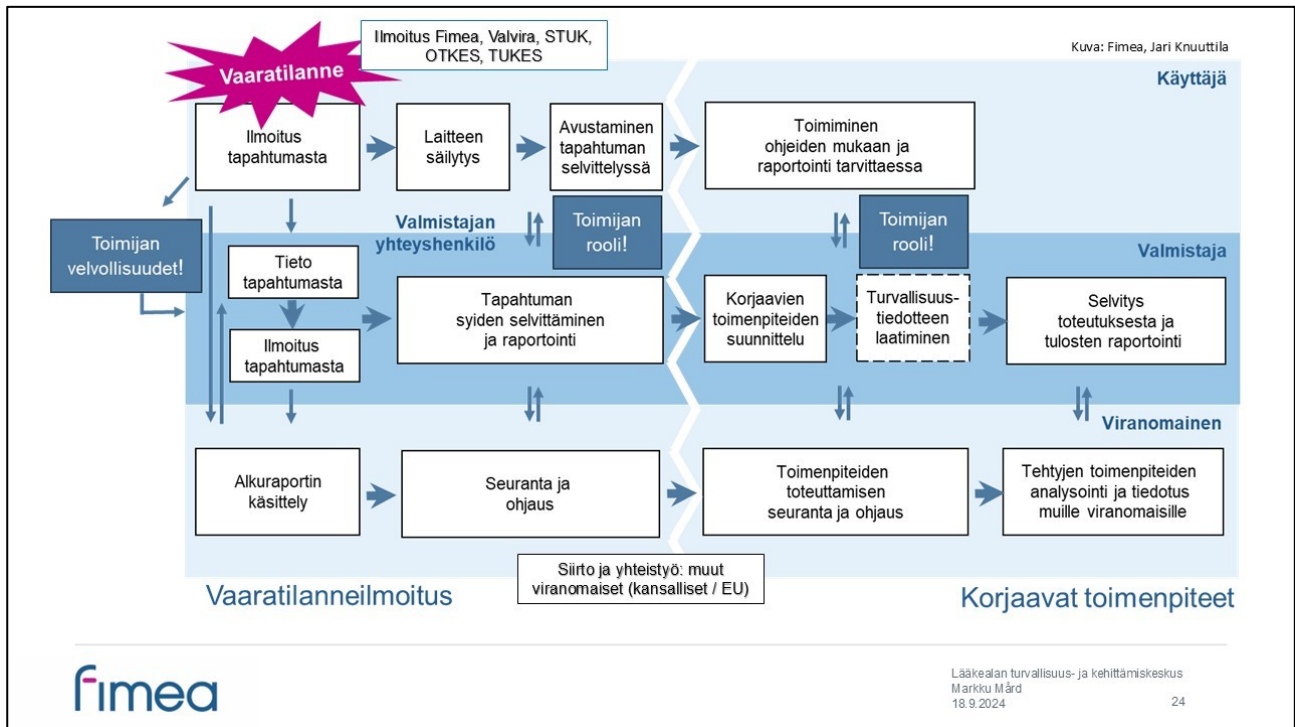 Ilmoitus Fimea, Valvira, STUK,
OTKES, TUKES
Kuva: Fimea, Jari Knuuttila
Vaaratilanne
Käyttäjä
Ilmoitus
tapahtumasta
Laitteen
säilytys
Avustaminen
tapahtuman
selvittelyssä
Toimiminen
ohjeiden mukaan ja
raportointi tarvittaessa
Toimijan
velvollisuudet!
Valmistajan
yhteyshenkilö
Toimijan
rooli!
Toimijan
rooli!
Valmistaja
Tieto
tapahtumasta
Ilmoitus
tapahtumasta
Tapahtuman
syiden selvittäminen
ja raportointi
Korjaavien
toimenpiteiden
suunnittelu
Turvallisuus-
tiedotteen
laatiminen
Selvitys
toteutuksesta ja
tulosten raportointi
Viranomainen
Alkuraportin
käsittely
Seuranta ja
ohjaus
Toimenpiteiden
toteuttamisen
seuranta ja ohjaus
Tehtyjen toimenpiteiden
analysointi ja tiedotus
muille viranomaisille
Siirto ja yhteistyö: muut
viranomaiset (kansalliset / EU)
Vaaratilanneilmoitus
Korjaavat toimenpiteet
fimea
Lääkealan turvallisuus- ja kehittämiskeskus
Markku Mård
18.9.2024
24